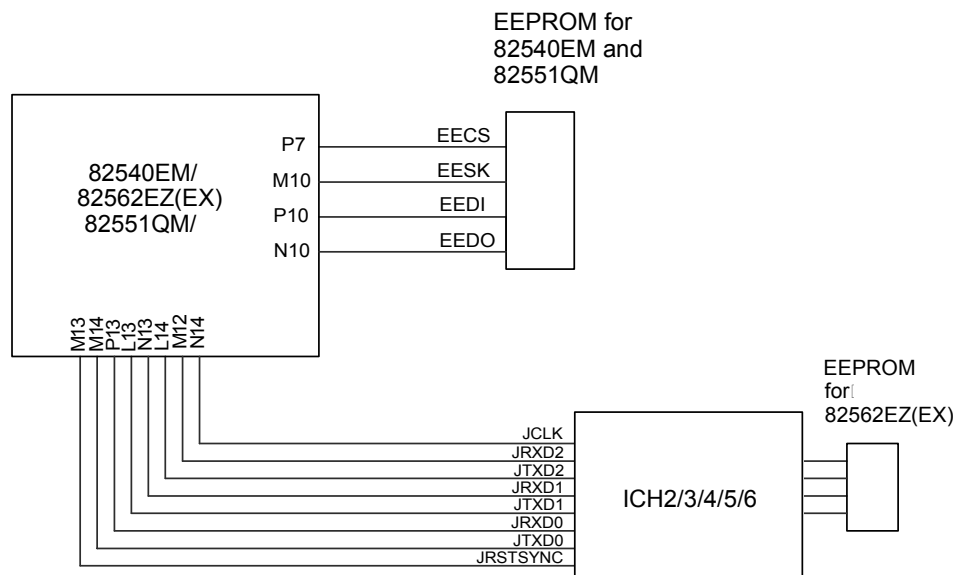 EEPROM for
82540EM and
82551QM
82540EM/
82562EZ(EX)
82551QM/
P7
EECS
M10
EESK
P10
EEDI
N10
EEDO
M13
M14
P13
L13
N13
L14
M12
N14
EEPROM
for
82562EZ(EX)
JCLK
JRXD2
JTXD2
JRXD1
JTXD1
JRXD0
JTXD0
JRSTSYNC
ICH2/3/4/5/6